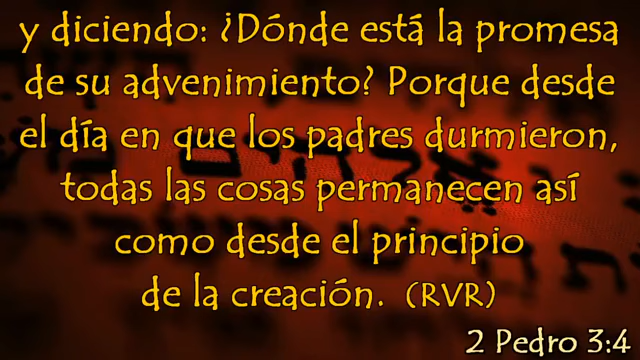 y diciendo: ¿Dónde está la promesa
de su advenimiento? Porque desde
el día en que los padres durmieron,
todas las cosas permanecen así
como desde el principio
de la creación. (RVR)
2 Pedro 3:4